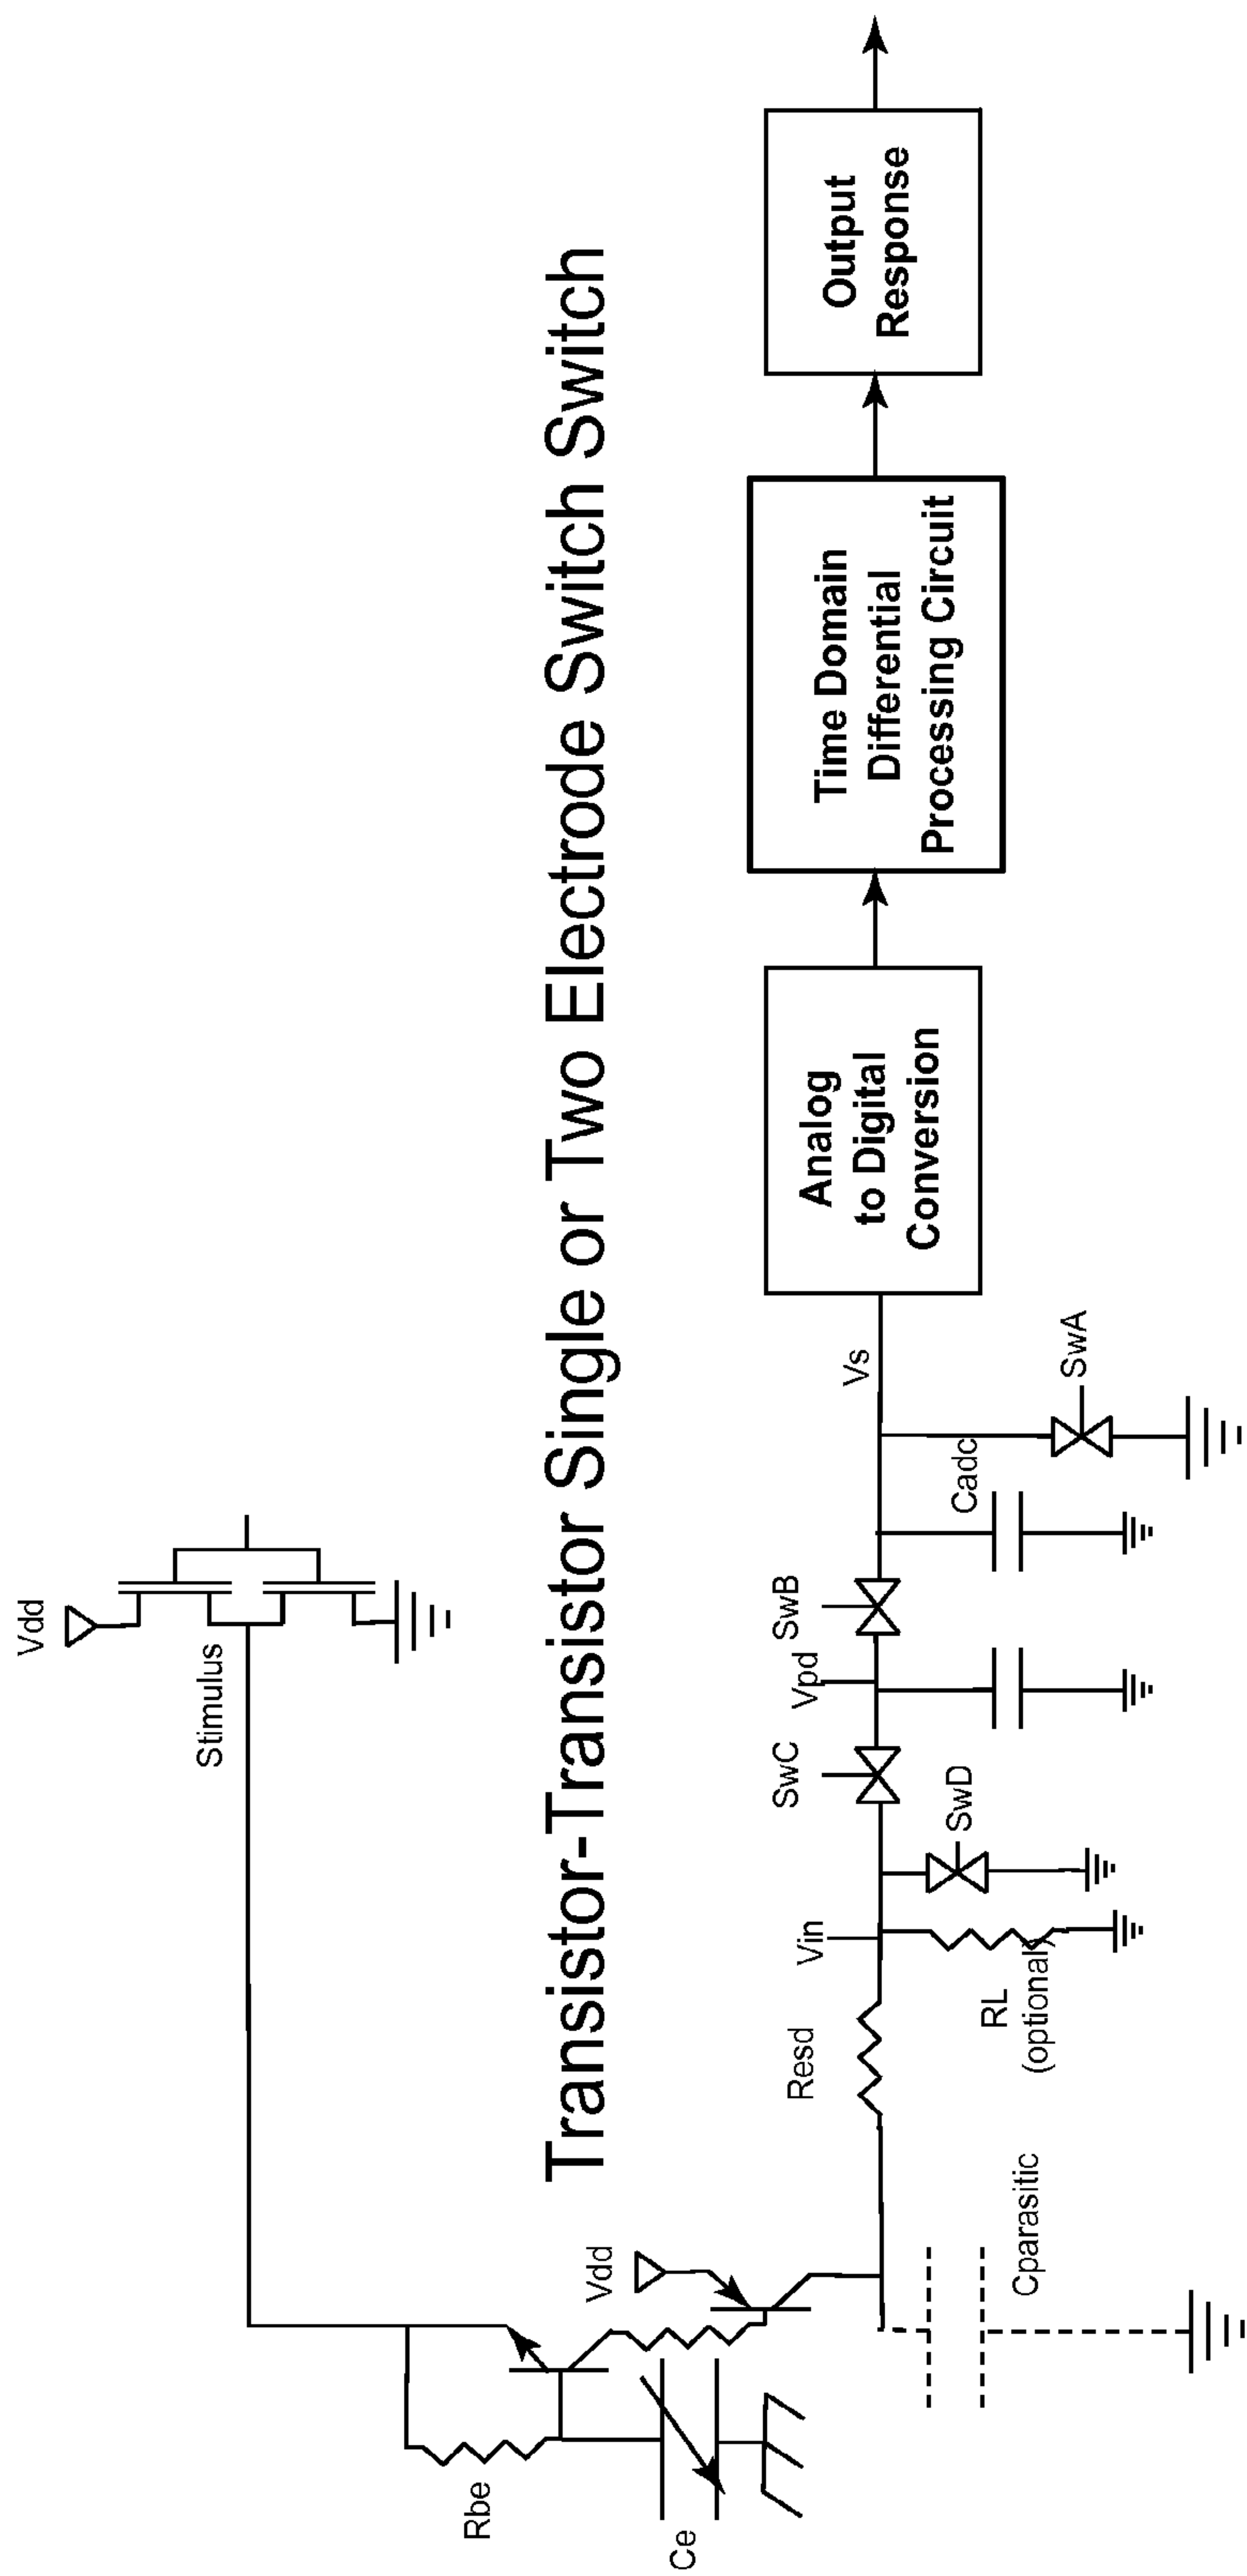 Vdd
Stimulus
Transistor-Transistor Single or Two Electrode Switch Switch
Rbe
Ce
Vdd
Cparasitic
Resd
Vin
RL
(optional)
SwD
SwC
Vpd
SwB
Cadc
Vs
SwA
Analog
to Digital
Conversion
Time Domain
Differential
Processing Circuit
Output
Response